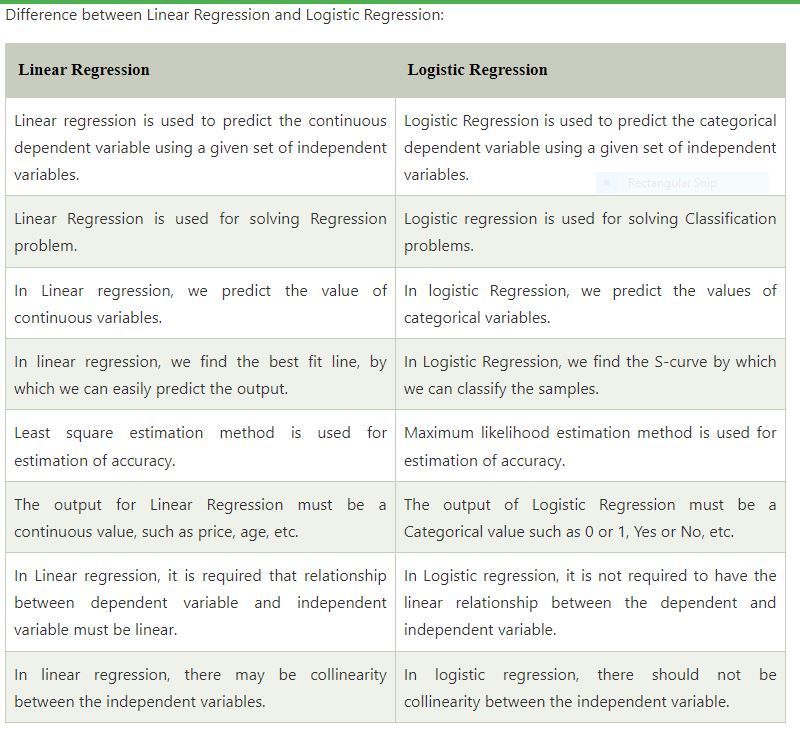 Difference between Linear Regression and Logistic Regression:
Linear Regression
Logistic Regression
Linear regression is used to predict the continuous
dependent variable using a given set of independent
variables.
Logistic Regression is used to predict the categorical
dependent variable using a given set of independent
variables.
Rectangular Snip
Linear Regression is used for solving Regression
problem.
Logistic regression is used for solving Classification
problems.
In Linear regression, we predict the value of
continuous variables.
In logistic Regression, we predict the values of
categorical variables.
In linear regression, we find the best fit line, by
which we can easily predict the output.
In Logistic Regression, we find the S-curve by which
we can classify the samples.
Least square estimation method is used for
estimation of accuracy.
Maximum likelihood estimation method is used for
estimation of accuracy.
The output for Linear Regression must be a
continuous value, such as price, age, etc.
The output of Logistic Regression must be a
Categorical value such as 0 or 1, Yes or No, etc.
In Linear regression, it is required that relationship
between dependent variable and independent
variable must be linear.
In Logistic regression, it is not required to have the
linear relationship between the dependent and
independent variable.
In linear regression, there may be collinearity
between the independent variables.
In logistic regression, there should not be
collinearity between the independent variable.